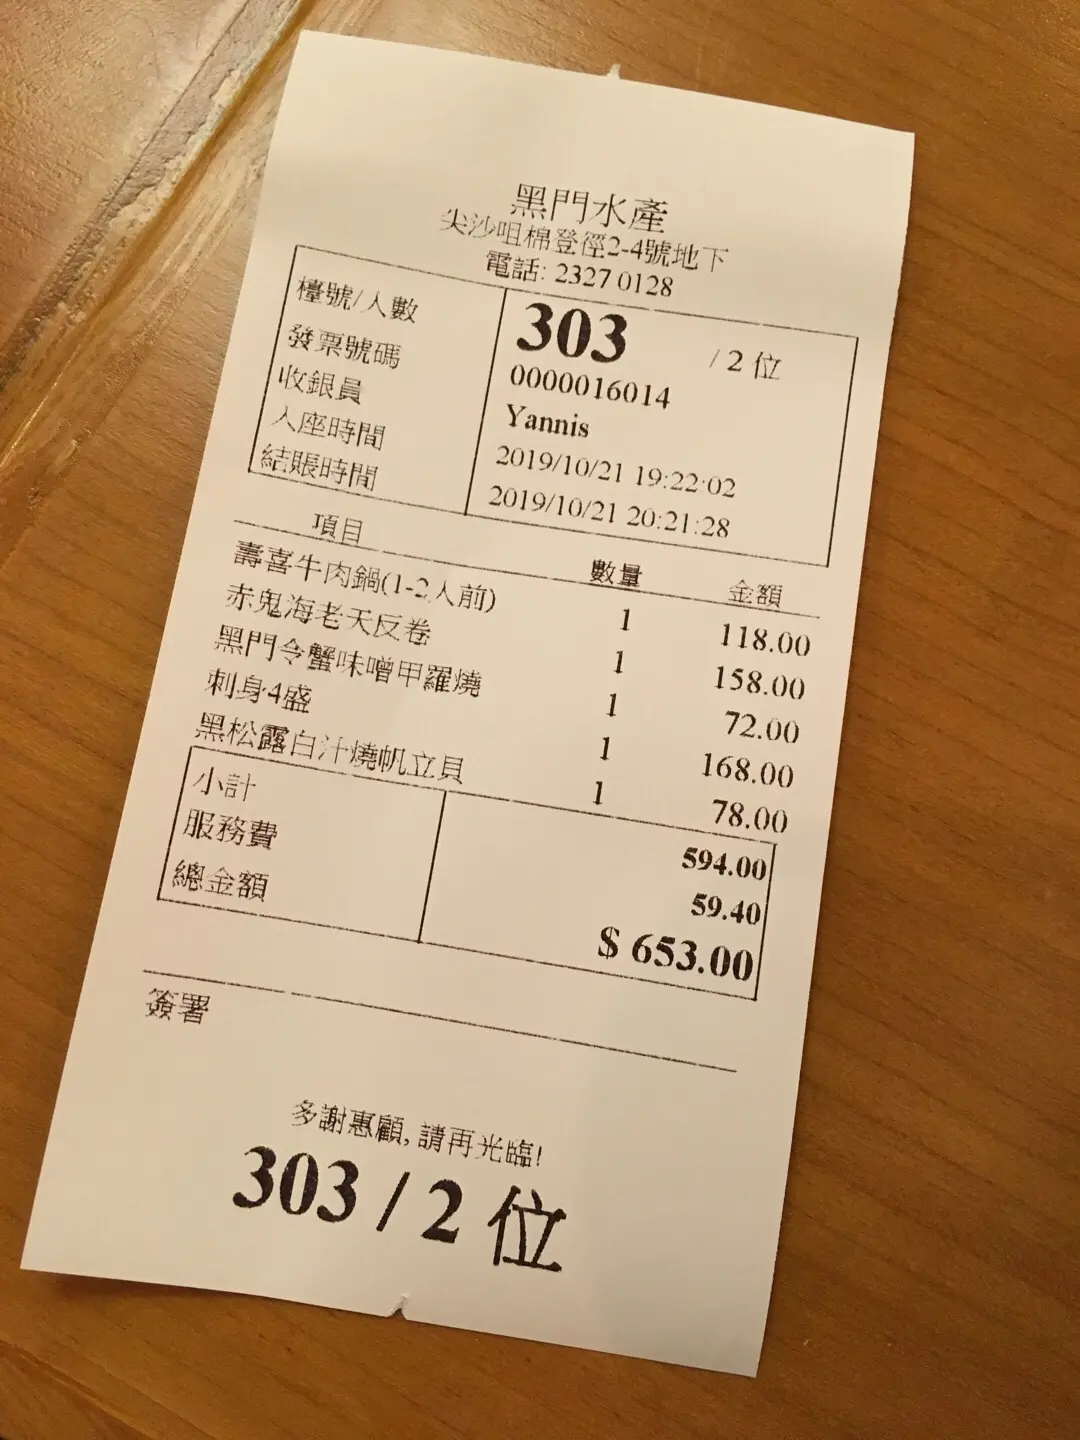 黑門水產
尖沙咀棉登徑2-4號地下
電話: 2327 0128
檯號/人數 303 / 2 位
發票號碼 0000016014
收銀員 Yannis
入座時間 2019/10/21 19:22:02
結賬時間 2019/10/21 20:21:28
項目 數量 金額
壽喜牛肉鍋(1-2人前) 1 118.00
赤鬼海老天反卷 1 158.00
黑門令蟹味噌甲羅燒 1 72.00
刺身4盛 1 168.00
黑松露白汁燒帆立貝 1 78.00
小計 594.00
服務費 59.40
總金額 $ 653.00
簽署
多謝惠顧, 請再光臨!
303 / 2 位